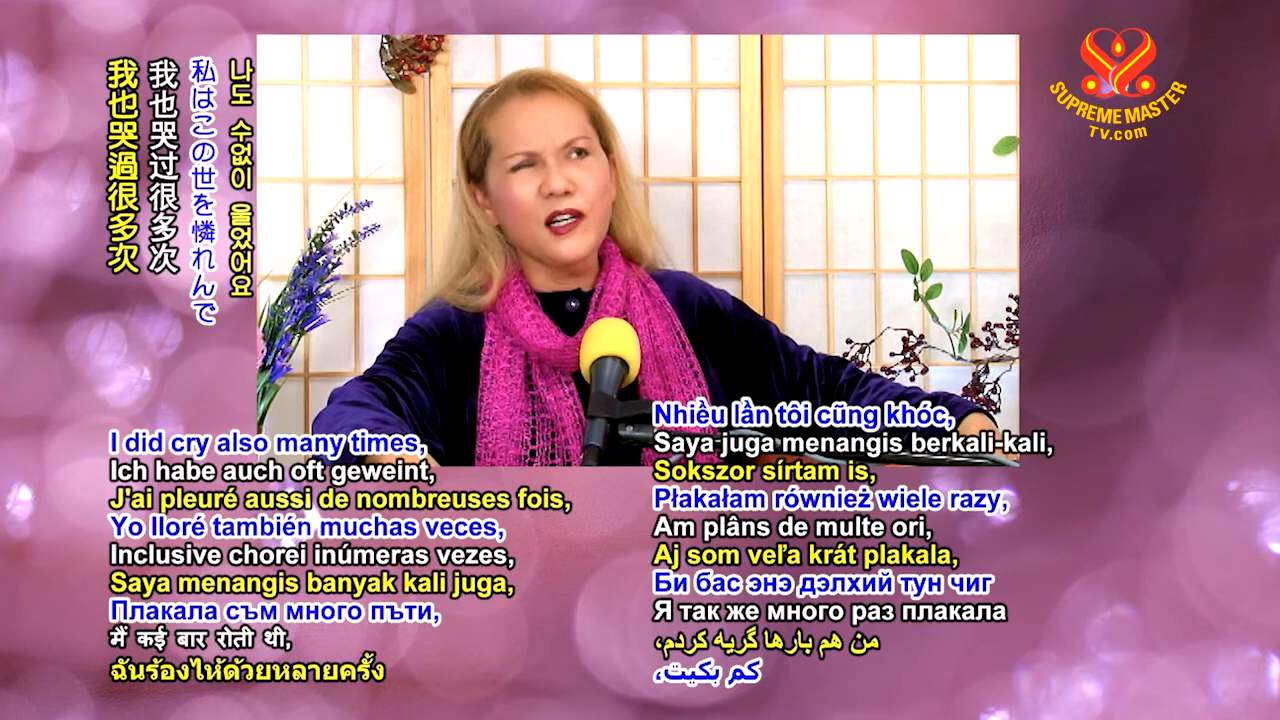 我也哭過很多次
我也哭过很多次
私はこの世を憐れんで
나도 수없이 울었어요
SUPREME MASTER
TV.com
I did cry also many times,
Ich habe auch oft geweint,
J'ai pleuré aussi de nombreuses fois,
Yo lloré también muchas veces,
Inclusive chorei inúmeras vezes,
Saya menangis banyak kali juga,
Плакала съм много пъти,
मैं कई बार रोती थी,
ฉันร้องไห้ด้วยหลายครั้ง
Nhiều lần tôi cũng khóc,
Saya juga menangis berkali-kali,
Sokszor sírtam is,
Płakałam również wiele razy,
Am plâns de multe ori,
Aj som veľa krát plakala,
Би бас энэ дэлхий тун чиг
Я так же много раз плакала
من هم بارها گریه کردم،
كم بكيت،